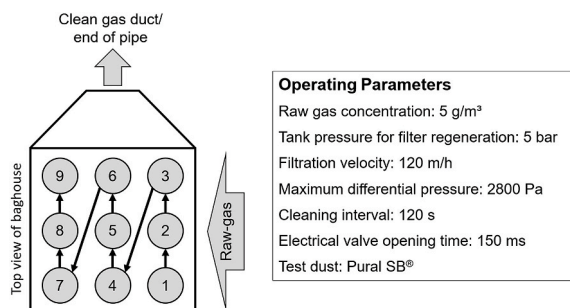 Clean gas duct/
end of pipe
Top view of baghouse
9 6 3
8 5 2
7 4 1
Raw-gas
Operating Parameters
Raw gas concentration: 5 g/m³
Tank pressure for filter regeneration: 5 bar
Filtration velocity: 120 m/h
Maximum differential pressure: 2800 Pa
Cleaning interval: 120 s
Electrical valve opening time: 150 ms
Test dust: Pural SB®